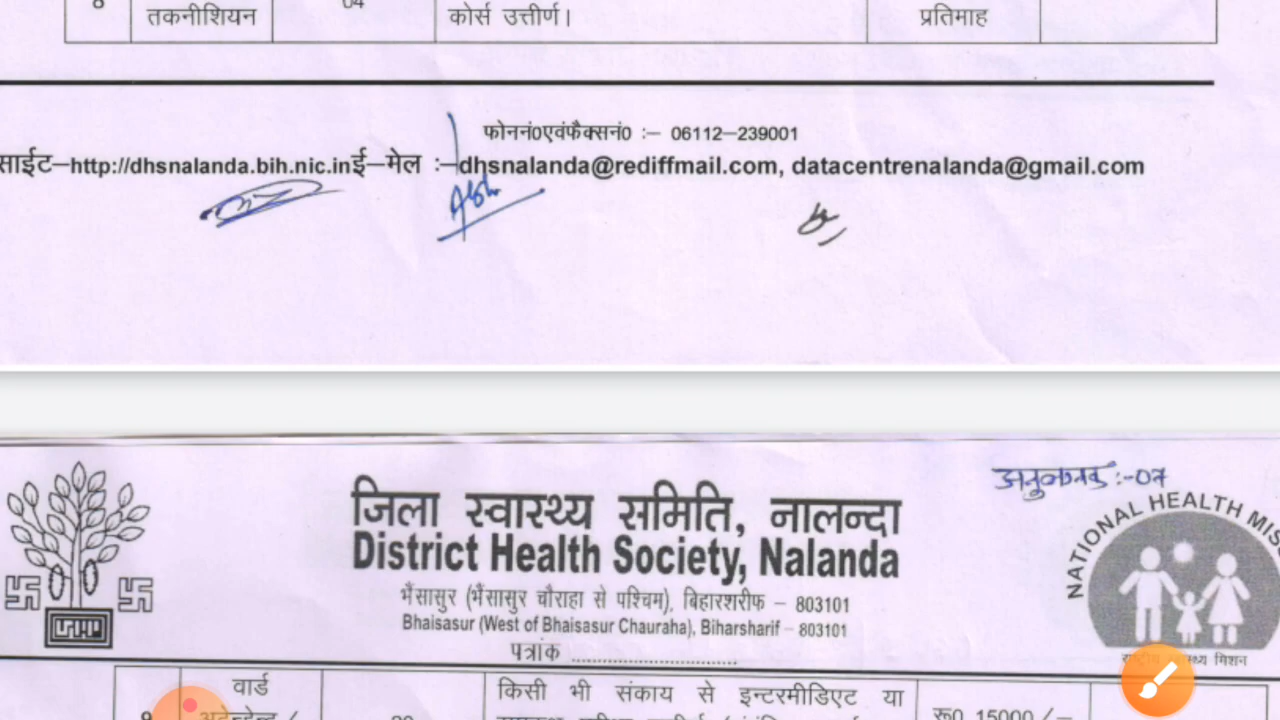 8 तकनीशियन 04 कोर्स उत्तीर्ण। प्रतिमाह
फोननं0एवंफैक्सनं0 :– 06112–239001
साईट–http://dhsnalanda.bih.nic.inई–मेल :–dhsnalanda@rediffmail.com, datacentrenalanda@gmail.com
अनुलग्नक :-07
जिला स्वास्थ्य समिति, नालन्दा
District Health Society, Nalanda
NATIONAL HEALTH
भैंसासुर (भैंसासुर चौराहा से पश्चिम), बिहारशरीफ – 803101
Bhaisasur (West of Bhaisasur Chauraha), Biharsharif – 803101
पत्रांक ................................
मिशन
वार्ड किसी भी संकाय से इन्टरमीडिएट या
रू0 15000/–